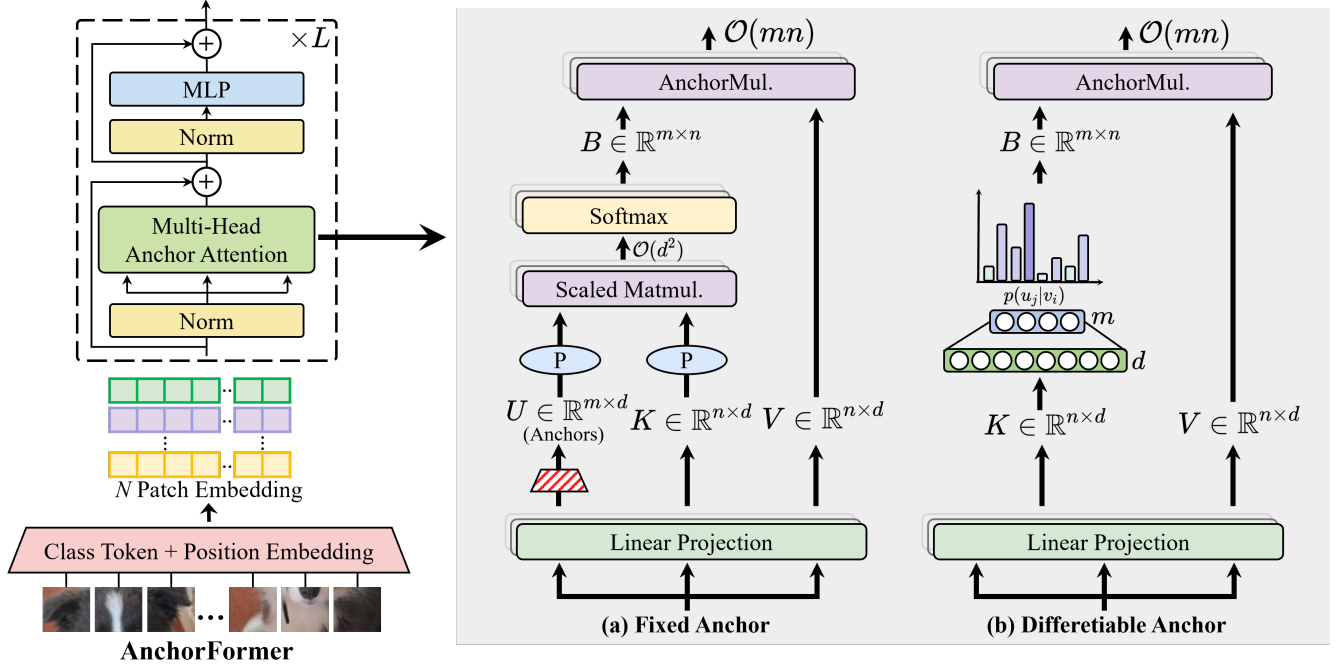 ×L
+
MLP
Norm
+
Multi-Head
Anchor Attention
Norm
N Patch Embedding
Class Token + Position Embedding
...
AnchorFormer
𝒪(mn)
AnchorMul.
B ∈ ℝ^{m×n}
Softmax
𝒪(d²)
Scaled Matmul.
P P
U ∈ ℝ^{m×d} K ∈ ℝ^{n×d} V ∈ ℝ^{n×d}
(Anchors)
Linear Projection
(a) Fixed Anchor
𝒪(mn)
AnchorMul.
B ∈ ℝ^{m×n}
p(u_j|v_i)
m
d
K ∈ ℝ^{n×d} V ∈ ℝ^{n×d}
Linear Projection
(b) Differetiable Anchor